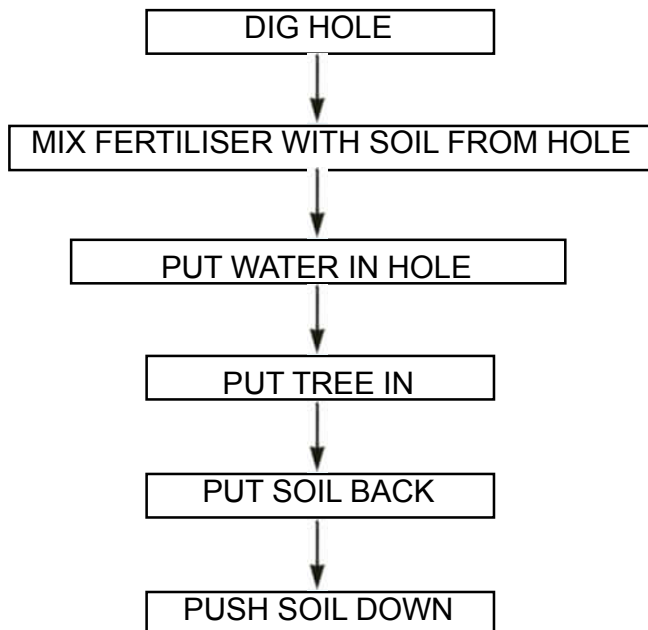 DIG HOLE
MIX FERTILISER WITH SOIL FROM HOLE
PUT WATER IN HOLE
PUT TREE IN
PUT SOIL BACK
PUSH SOIL DOWN